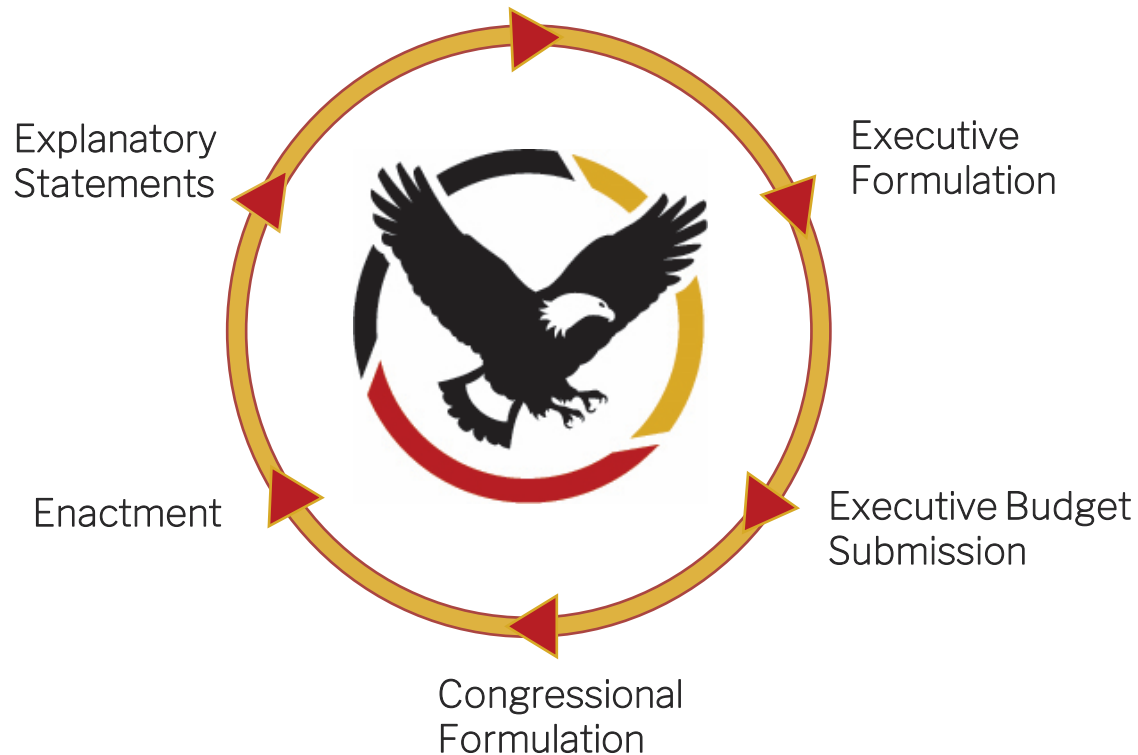 Explanatory
Statements
Executive
Formulation
Enactment
Executive Budget
Submission
Congressional
Formulation